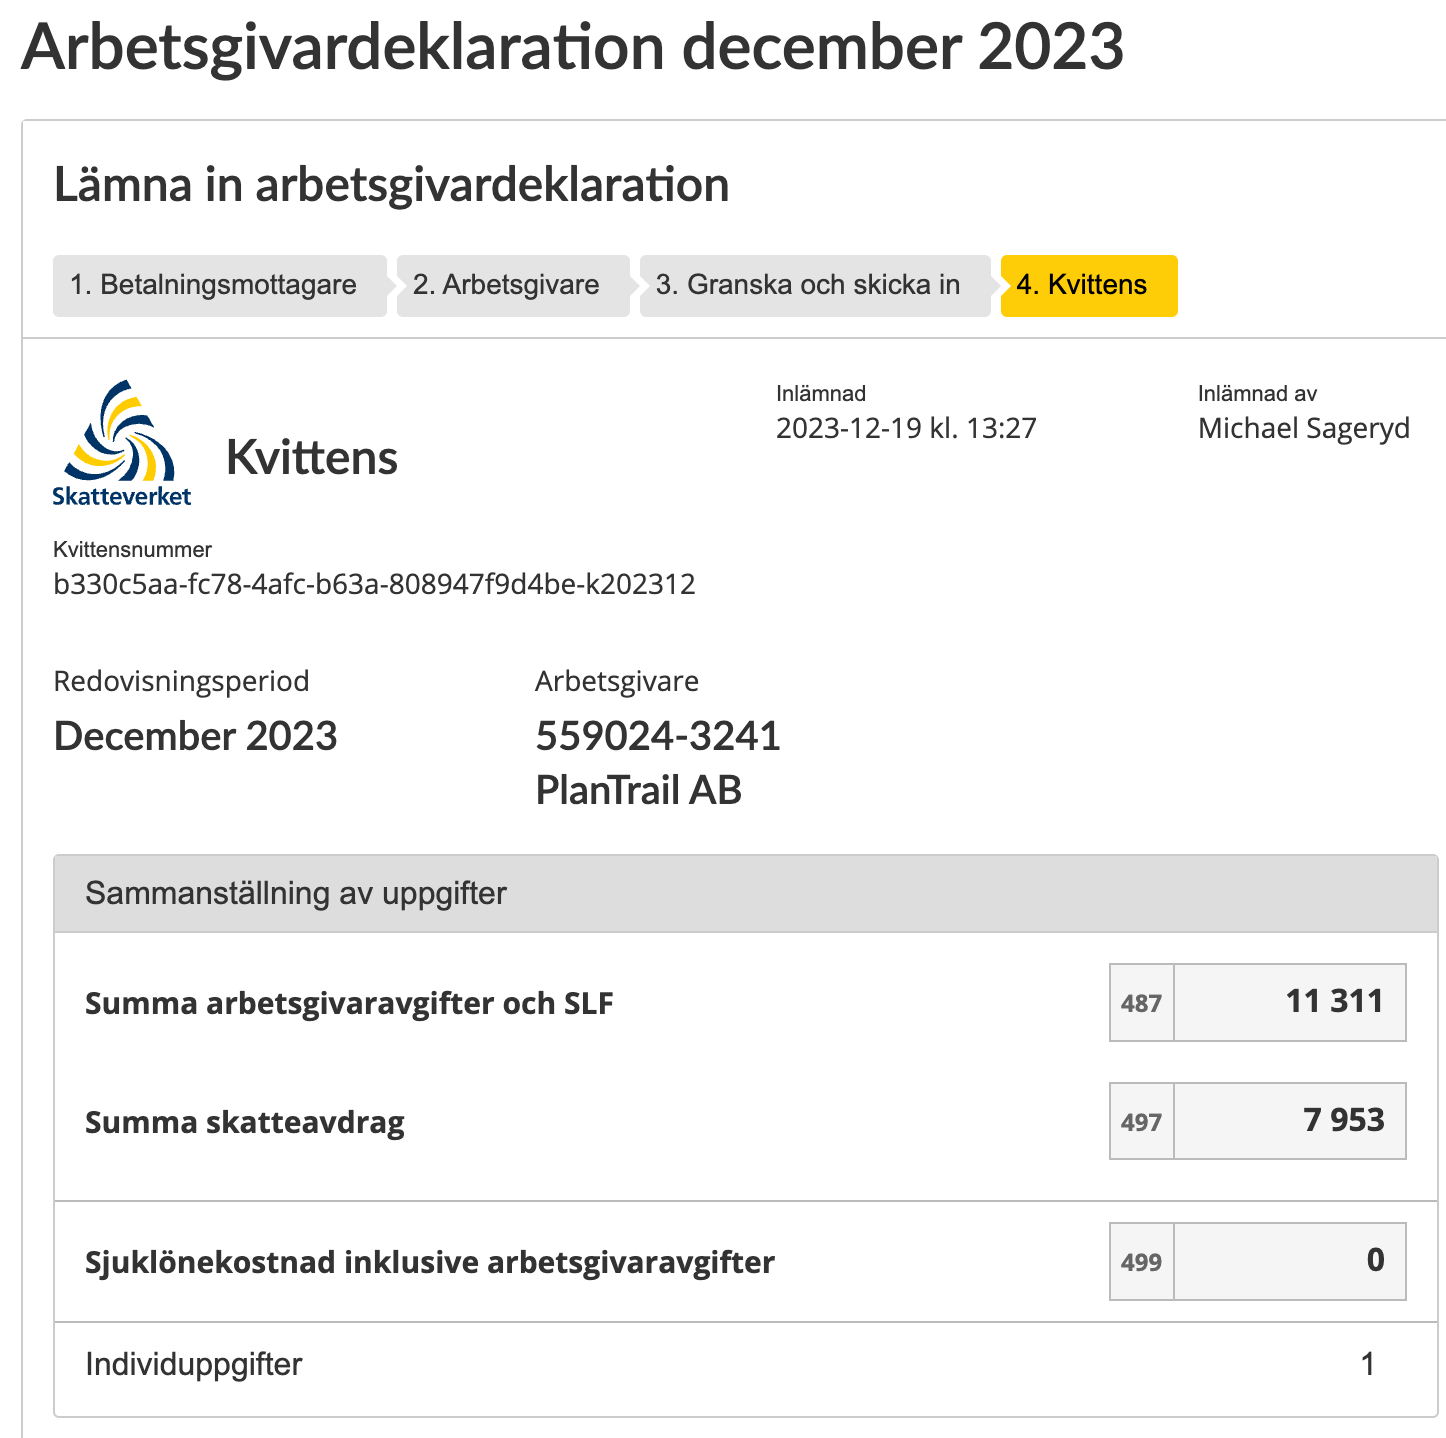 Arbetsgivardeklaration december 2023
Lämna in arbetsgivardeklaration
1. Betalningsmottagare
2. Arbetsgivare
3. Granska och skicka in
4. Kvittens
Skatteverket
Kvittens
Inlämnad
2023-12-19 kl. 13:27
Inlämnad av
Michael Sageryd
Kvittensnummer
b330c5aa-fc78-4afc-b63a-808947f9d4be-k202312
Redovisningsperiod
December 2023
Arbetsgivare
559024-3241
PlanTrail AB
Sammanställning av uppgifter
Summa arbetsgivaravgifter och SLF 487 11 311
Summa skatteavdrag 497 7 953
Sjuklönekostnad inklusive arbetsgivaravgifter 499 0
Individuppgifter 1